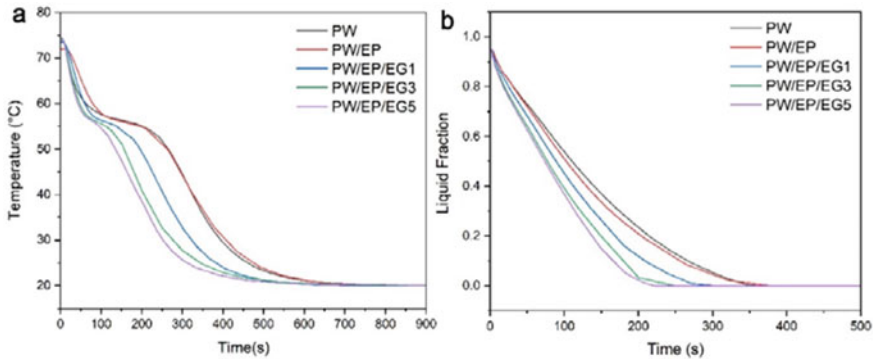 a
80
70
60
50
40
30
20
Temperature (°C)
0 100 200 300 400 500 600 700 800 900
Time(s)
PW
PW/EP
PW/EP/EG1
PW/EP/EG3
PW/EP/EG5
b
1.0
0.8
0.6
0.4
0.2
0.0
Liquid Fraction
0 100 200 300 400 500
Time (s)
PW
PW/EP
PW/EP/EG1
PW/EP/EG3
PW/EP/EG5